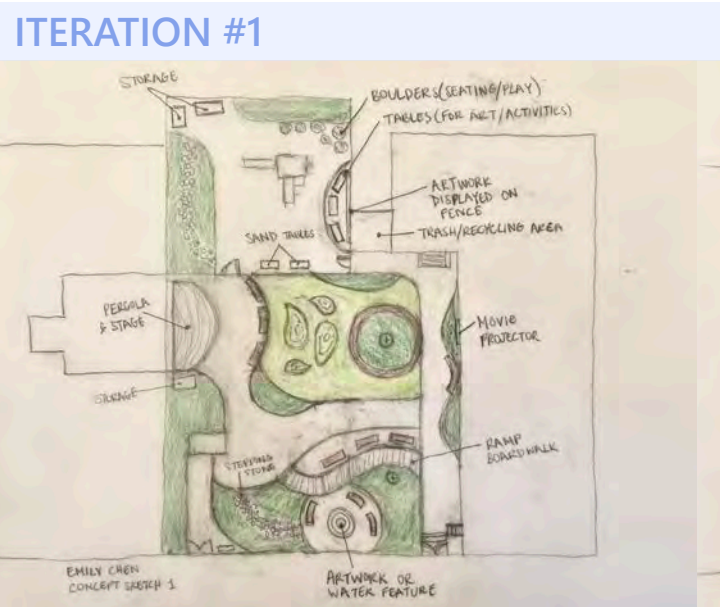 ITERATION #1
STORAGE
BOULDERS (SEATING/PLAY)
TABLES (FOR ART/ACTIVITIES)
ARTWORK
DISPLAYED ON
FENCE
TRASH/RECYCLING AREA
SAND TABLES
PERGOLA
& STAGE
MOVIE
PROJECTOR
STORAGE
RAMP
BOARDWALK
STEPPING
STONE
EMILY CHEN
CONCEPT SKETCH 1
ARTWORK OR
WATER FEATURE